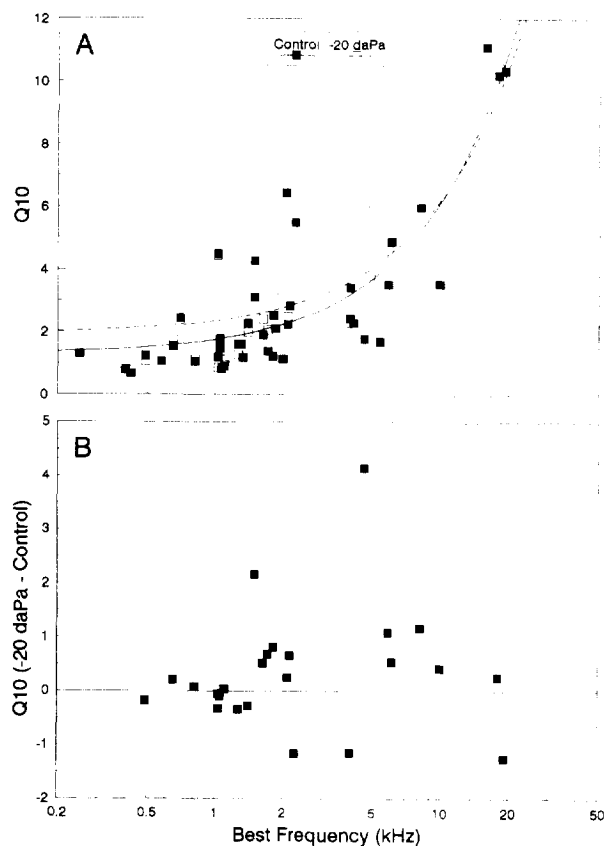 A
Control -20 daPa
12
10
8
6
4
2
0
Q10
B
5
4
3
2
1
0
-1
-2
Q10 (-20 daPa - Control)
0.2 0.5 1 2 5 10 20 50
Best Frequency (kHz)